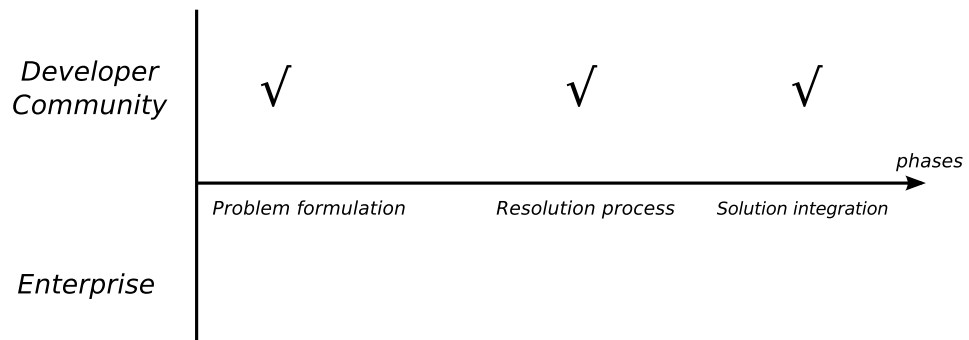 Developer
Community
√ √ √
phases
Problem formulation Resolution process Solution integration
Enterprise